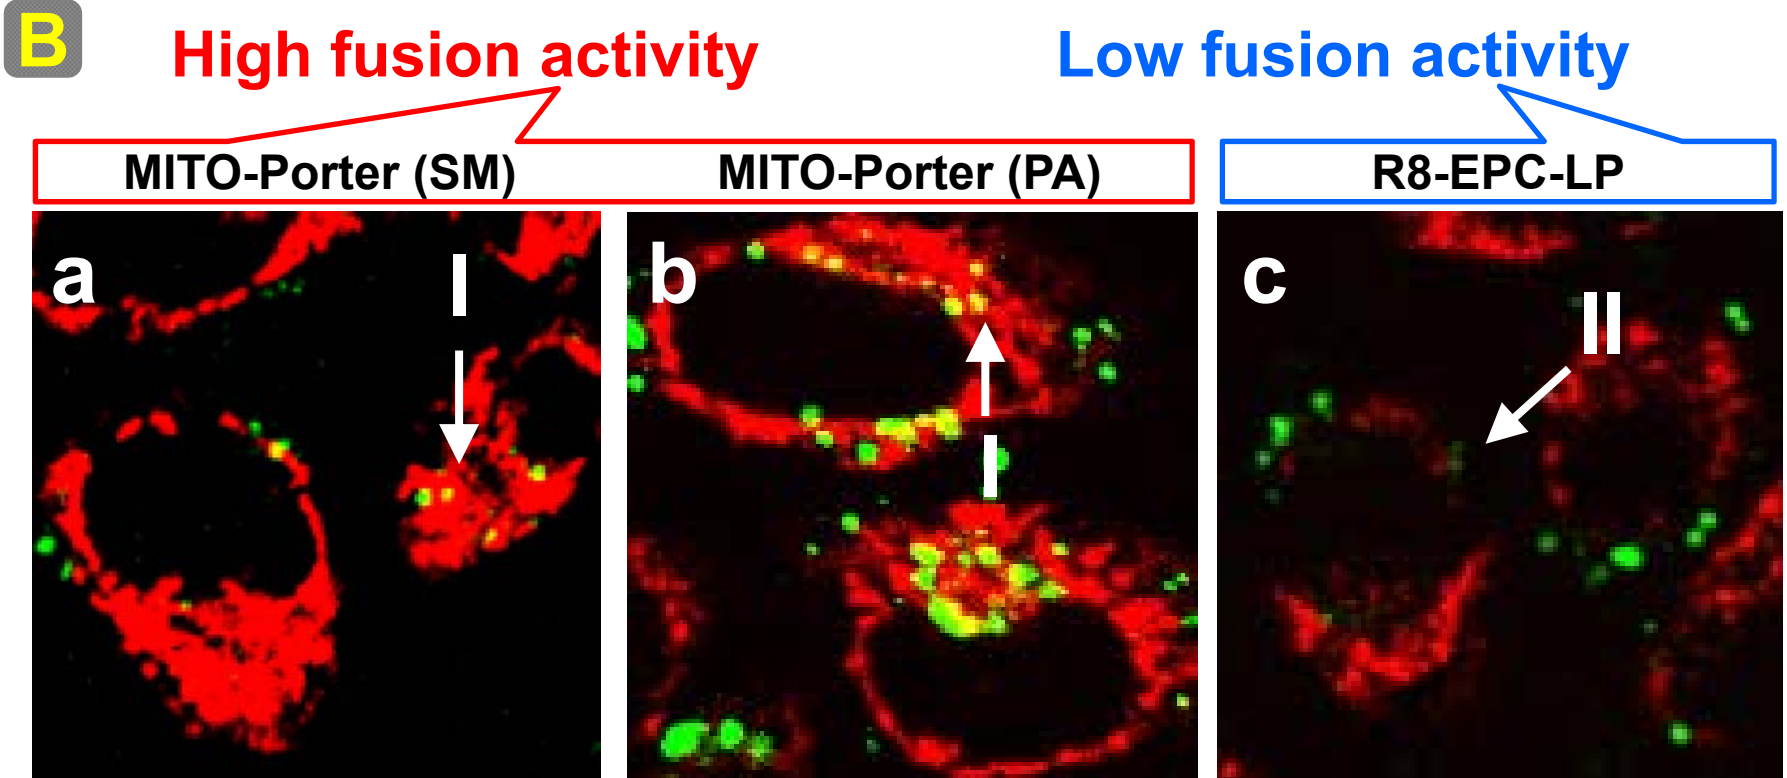 B
High fusion activity
Low fusion activity
MITO-Porter (SM)
MITO-Porter (PA)
R8-EPC-LP
a
I
b
I
c
II